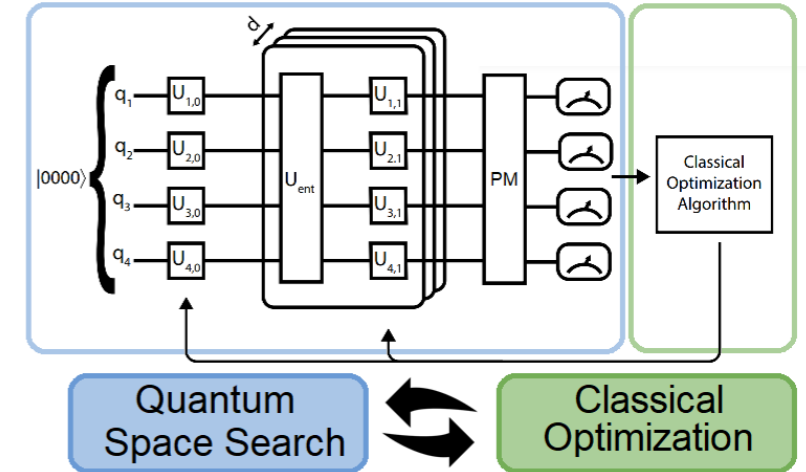 d
|0000⟩
q₁ U₁,₀ U₁,₁
q₂ U₂,₀ U₂.₁
U_ent PM
q₃ U₃,₀ U₃,₁
q₄ U₄,₀ U₄,₁
Classical
Optimization
Algorithm
Quantum
Space Search
Classical
Optimization